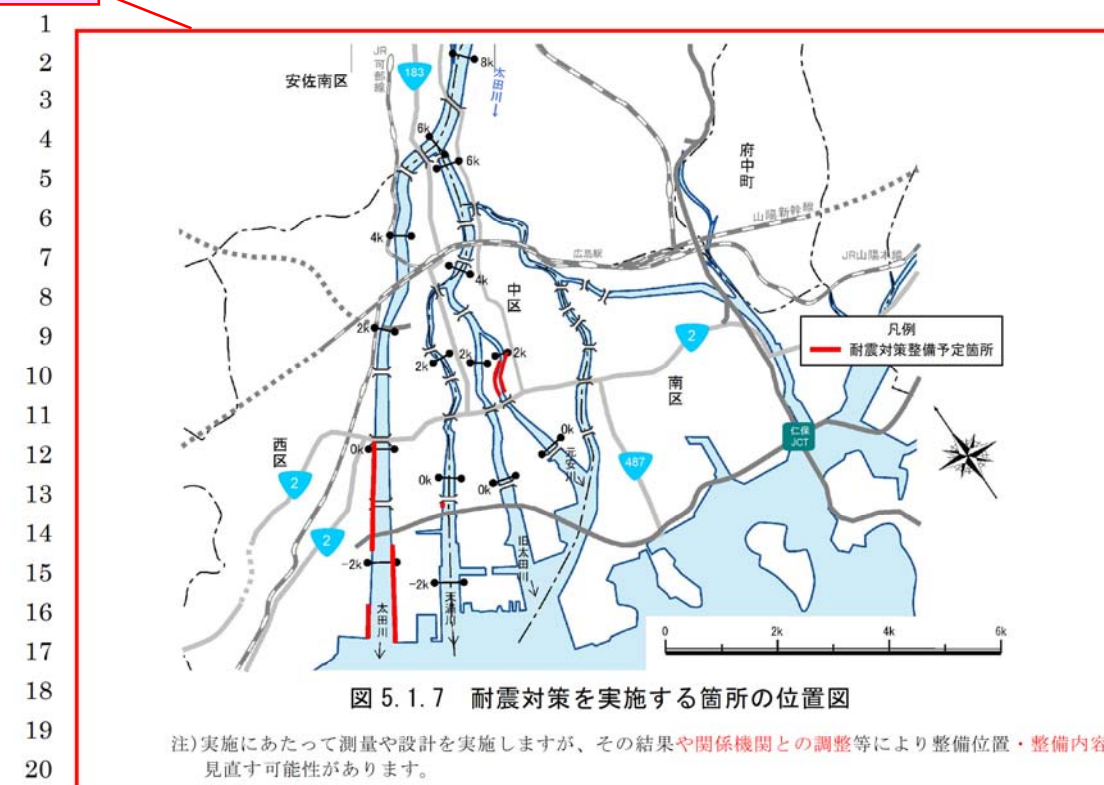 1
2
3
4
5
6
7
8
9
10
11
12
13
14
15
16
17
18
19
20
安佐南区
JR可部線
183
太田川
8k
6k
6k
府中町
山陽新幹線
4k
広島駅
JR山陽本線
4k
中区
2k
2k
2k
2k
2
凡例
耐震対策整備予定箇所
南区
西区
0k
0k
元安川
仁保
JCT
487
2
0k
0k
2
-2k
旧太田川
-2k
天満川
太田川
0
2k
4k
6k
図 5.1.7 耐震対策を実施する箇所の位置図
注)実施にあたって測量や設計を実施しますが、その結果や関係機関との調整等により整備位置・整備内容
見直す可能性があります。